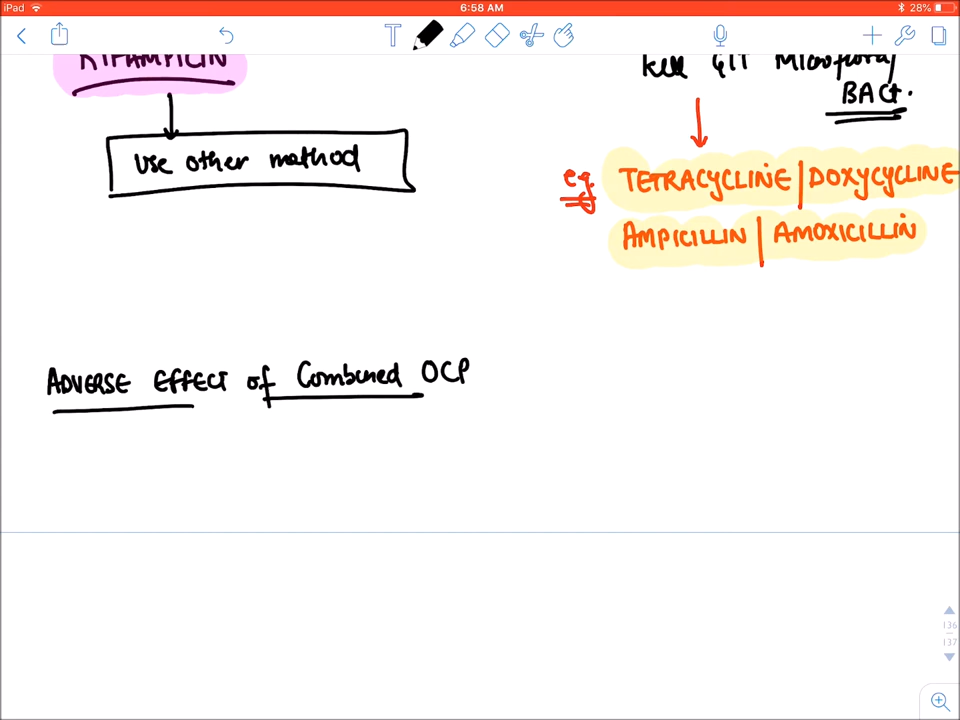 iPad 6:58 AM 28%
T
RIFAMPICIN
Use other method
kill GIT Microflora/
BACt.
eg. TETRACYCLINE | DOXYCYCLINE
AMPICILLIN | AMOXICILLIN
ADVERSE EFFECT of Combined OCP
136
137